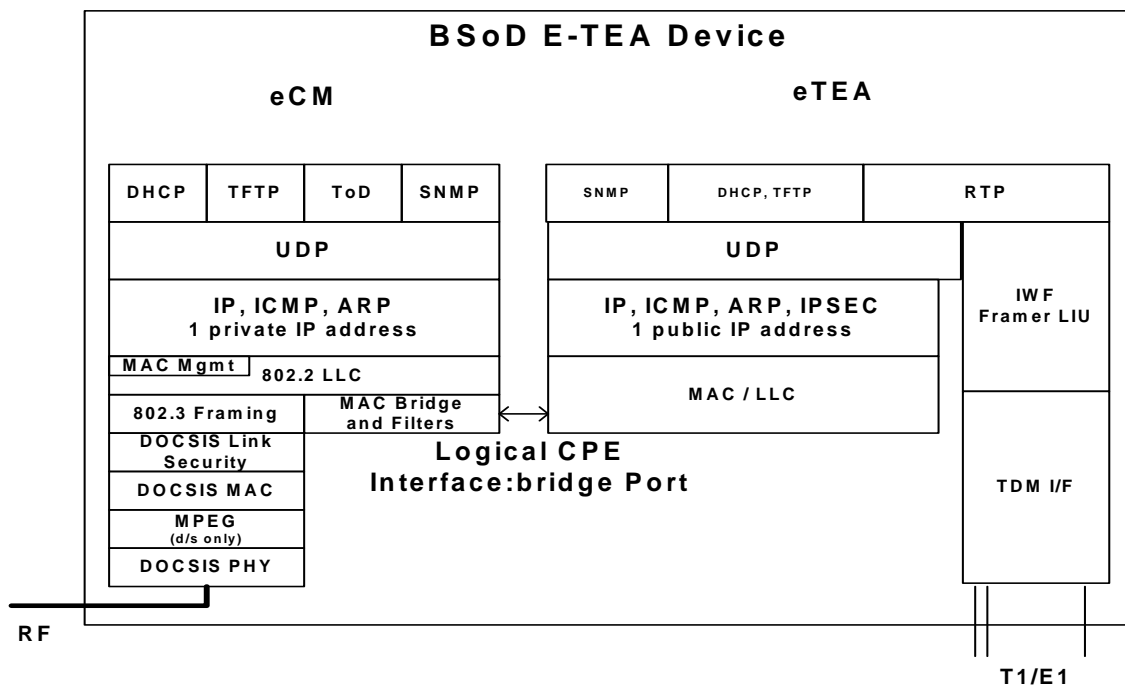 BSoD E-TEA Device
eCM
eTEA
DHCP
TFTP
ToD
SNMP
SNMP
DHCP, TFTP
RTP
UDP
UDP
IP, ICMP, ARP
1 private IP address
IP, ICMP, ARP, IPSEC
1 public IP address
IWF
Framer LIU
MAC Mgmt
802.2 LLC
802.3 Framing
MAC Bridge
and Filters
MAC / LLC
DOCSIS Link
Security
Logical CPE
Interface:bridge Port
DOCSIS MAC
TDM I/F
MPEG
(d/s only)
DOCSIS PHY
RF
T1/E1